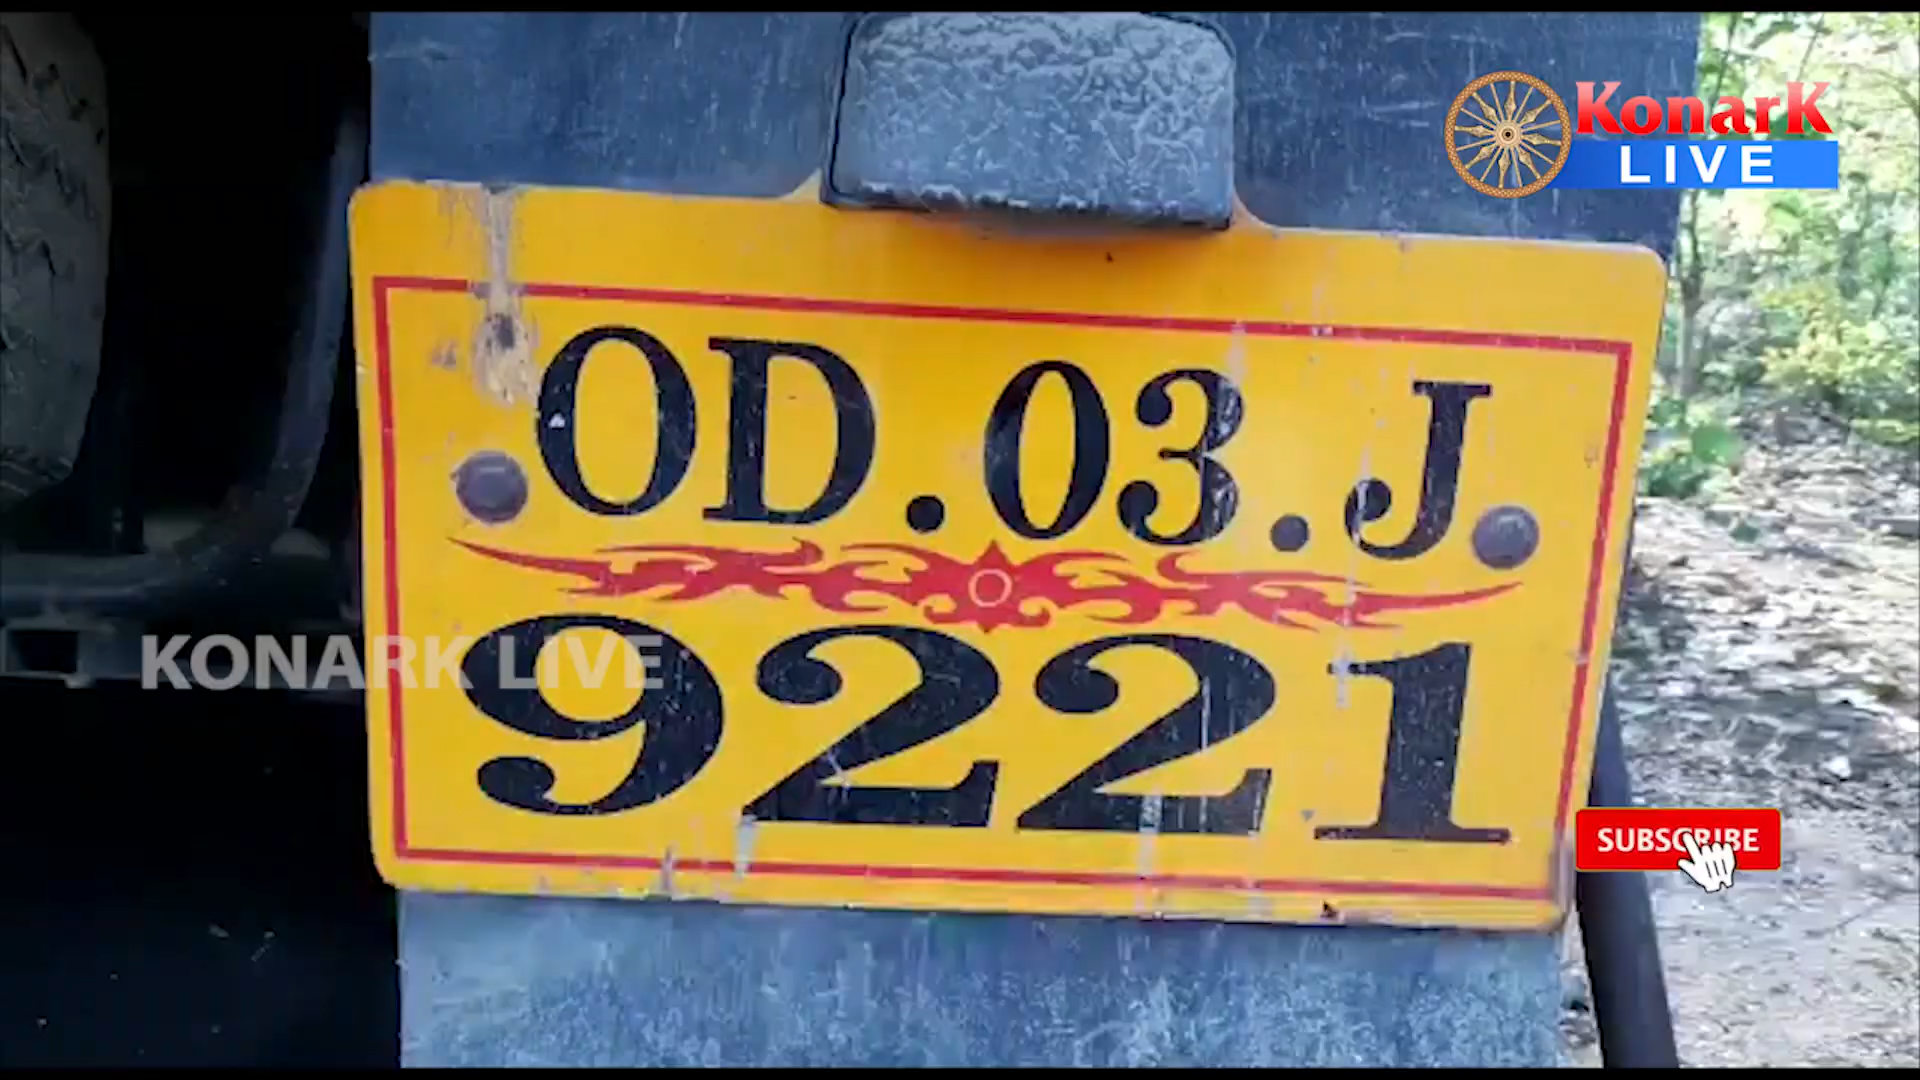 Konark
LIVE
OD.03.J.
9221
KONARK LIVE
SUBSCRIBE